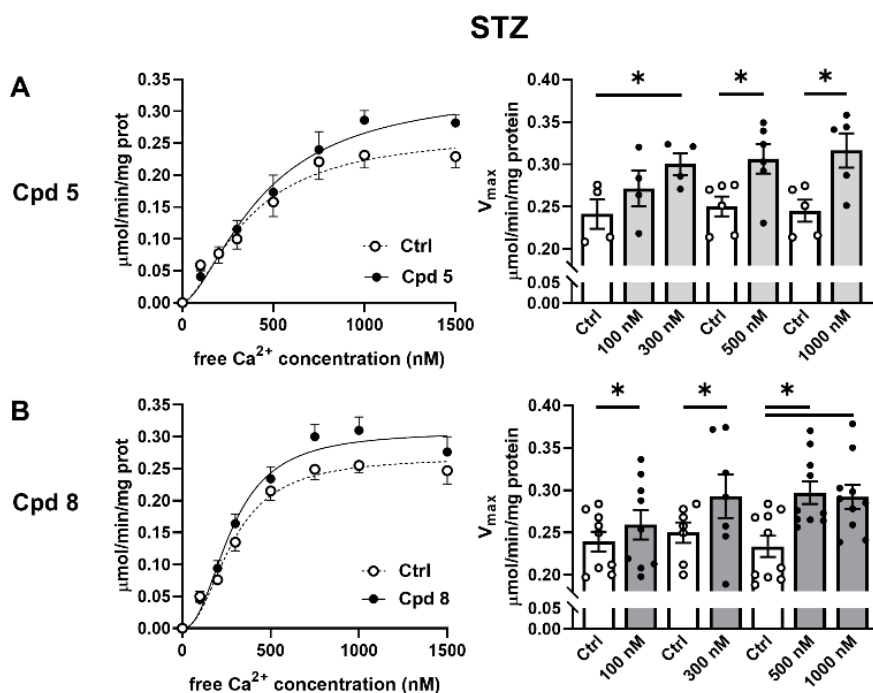 STZ
A
Cpd 5
μmol/min/mg prot
0.35
0.30
0.25
0.20
0.15
0.10
0.05
0.00
0
500
1000
1500
free Ca²⁺ concentration (nM)
Ctrl
Cpd 5
Vmax
μmol/min/mg protein
0.40
0.35
0.30
0.25
0.20
0.05
0.00
*
*
*
Ctrl
100 nM
300 nM
Ctrl
500 nM
Ctrl
1000 nM
B
Cpd 8
μmol/min/mg prot
0.35
0.30
0.25
0.20
0.15
0.10
0.05
0.00
0
500
1000
1500
free Ca²⁺ concentration (nM)
Ctrl
Cpd 8
Vmax
μmol/min/mg protein
0.40
0.35
0.30
0.25
0.20
0.05
0.00
*
*
*
Ctrl
100 nM
Ctrl
300 nM
Ctrl
500 nM
1000 nM